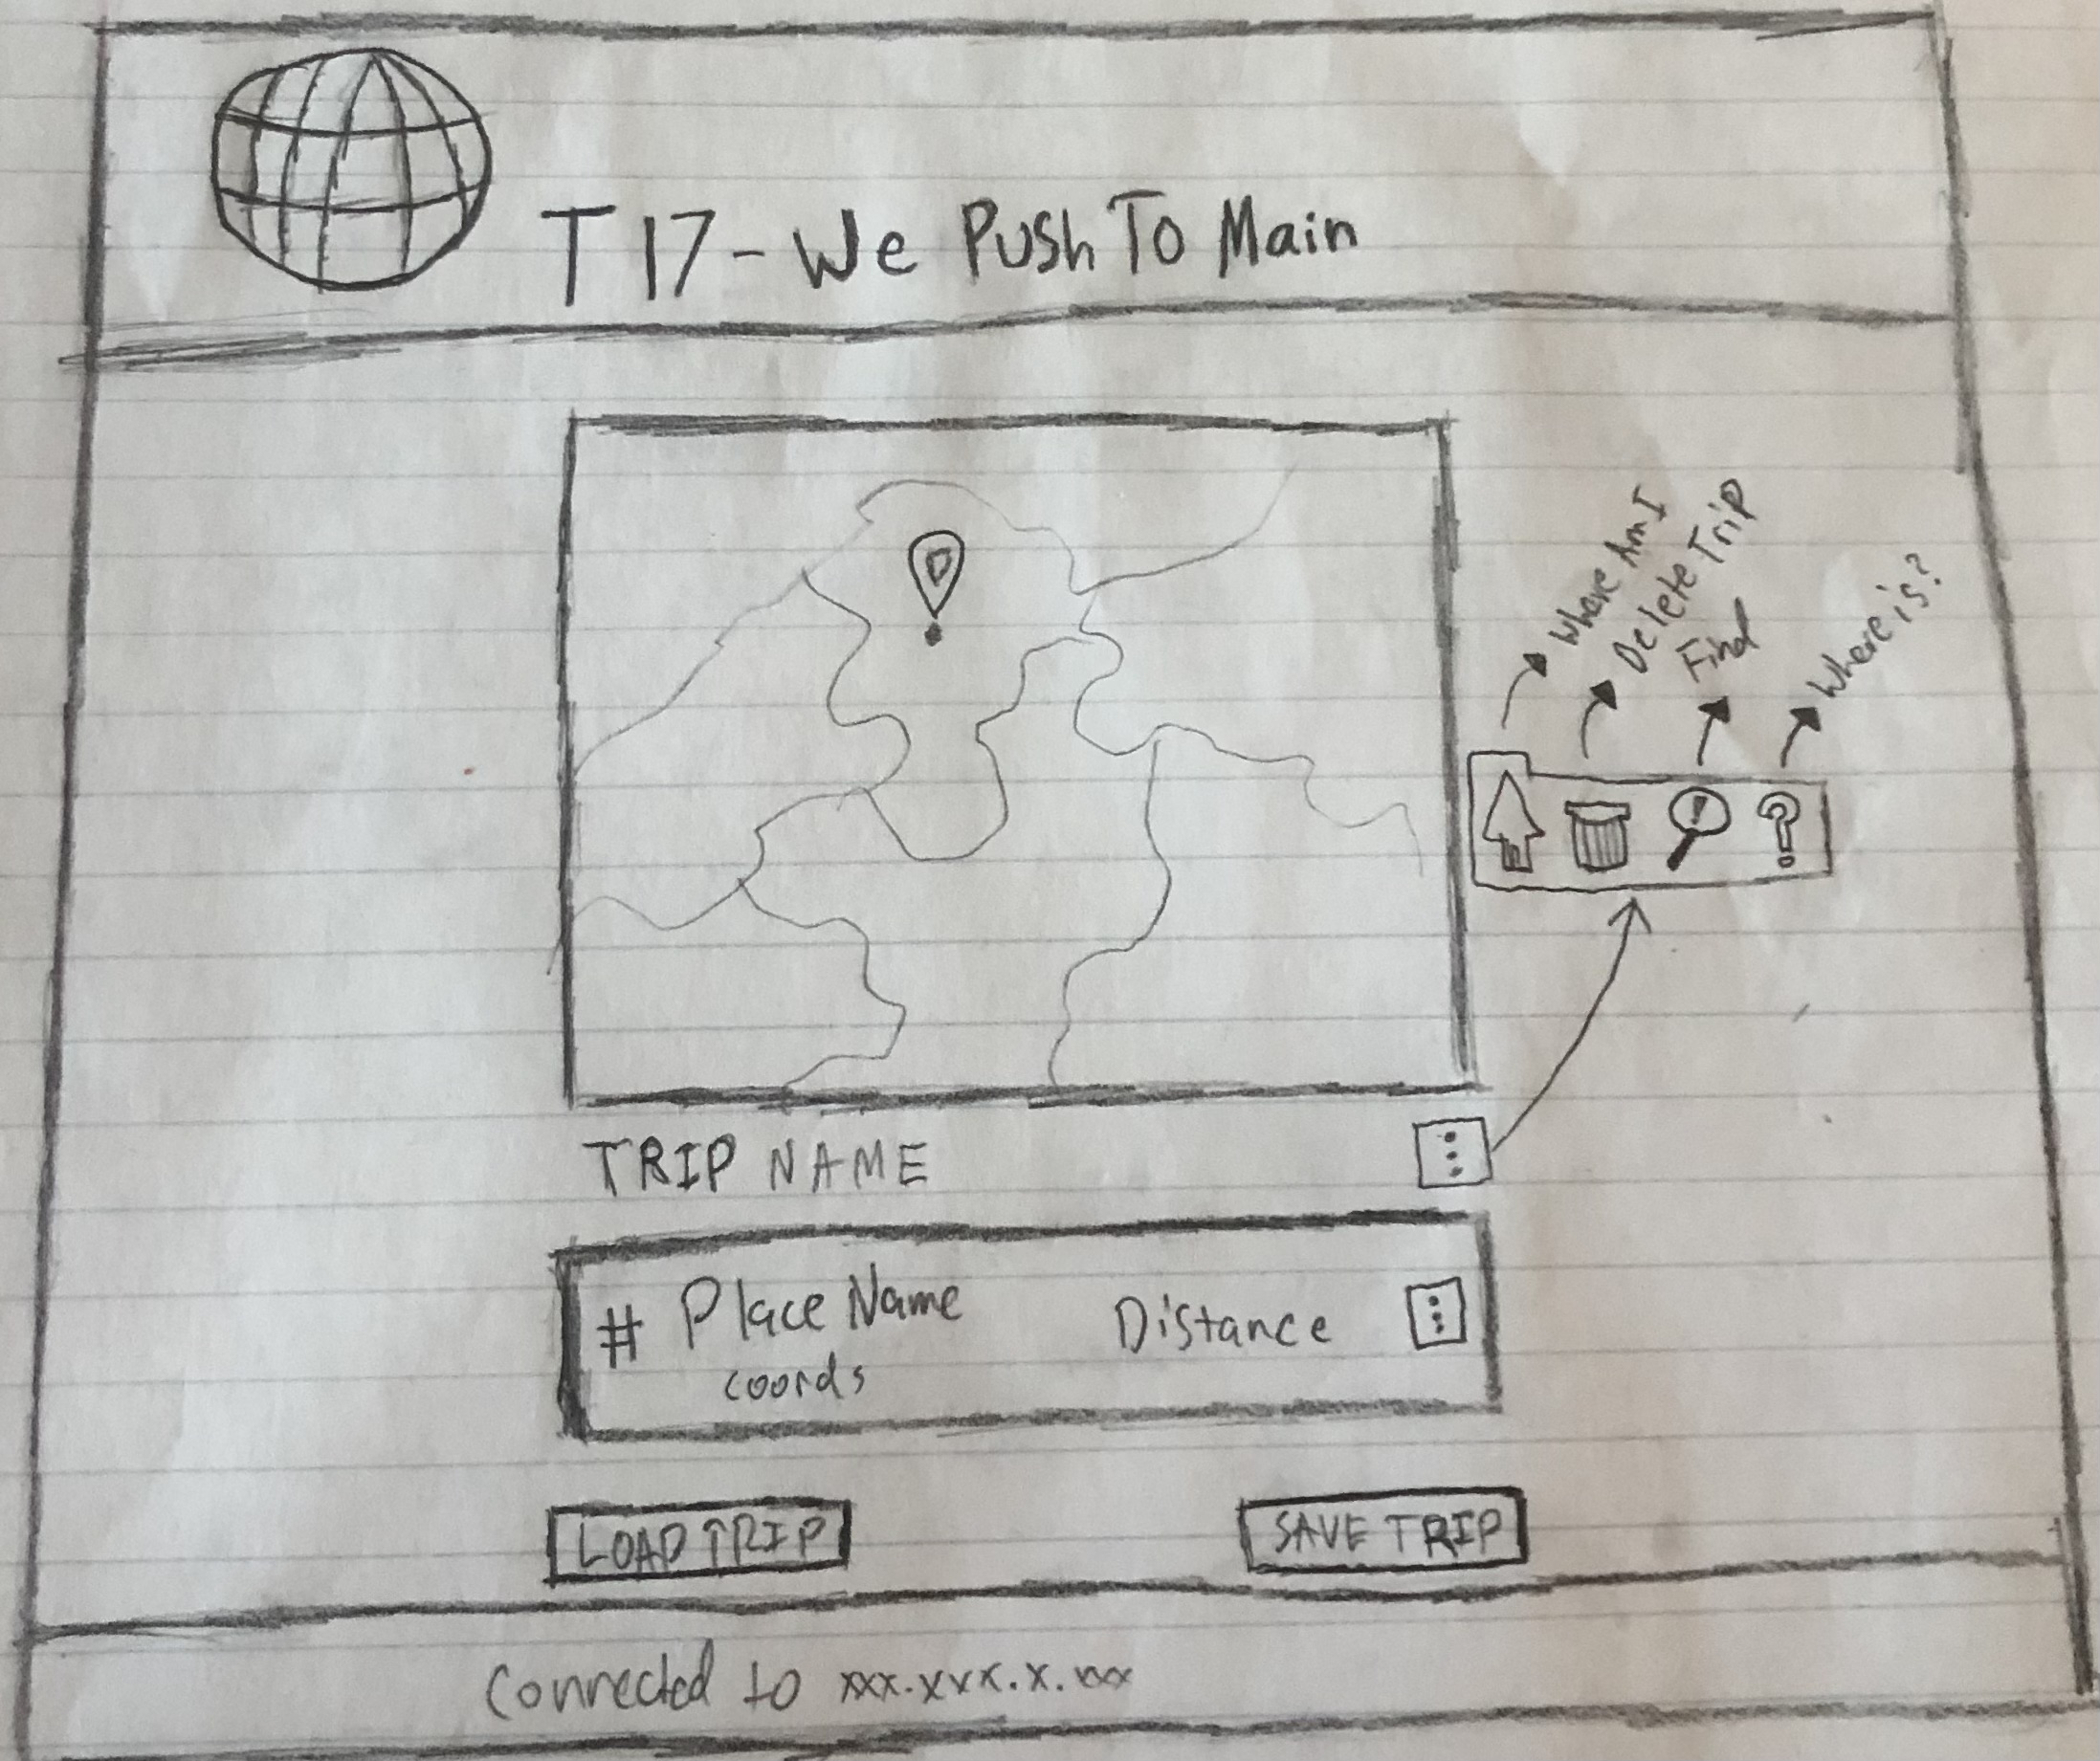 T17 - We Push To Main
Where Am I
Delete Trip
Find
Where is?
TRIP NAME
# Place Name
coords
Distance
LOAD TRIP
SAVE TRIP
Connected to xxx.xxx.x.xxx